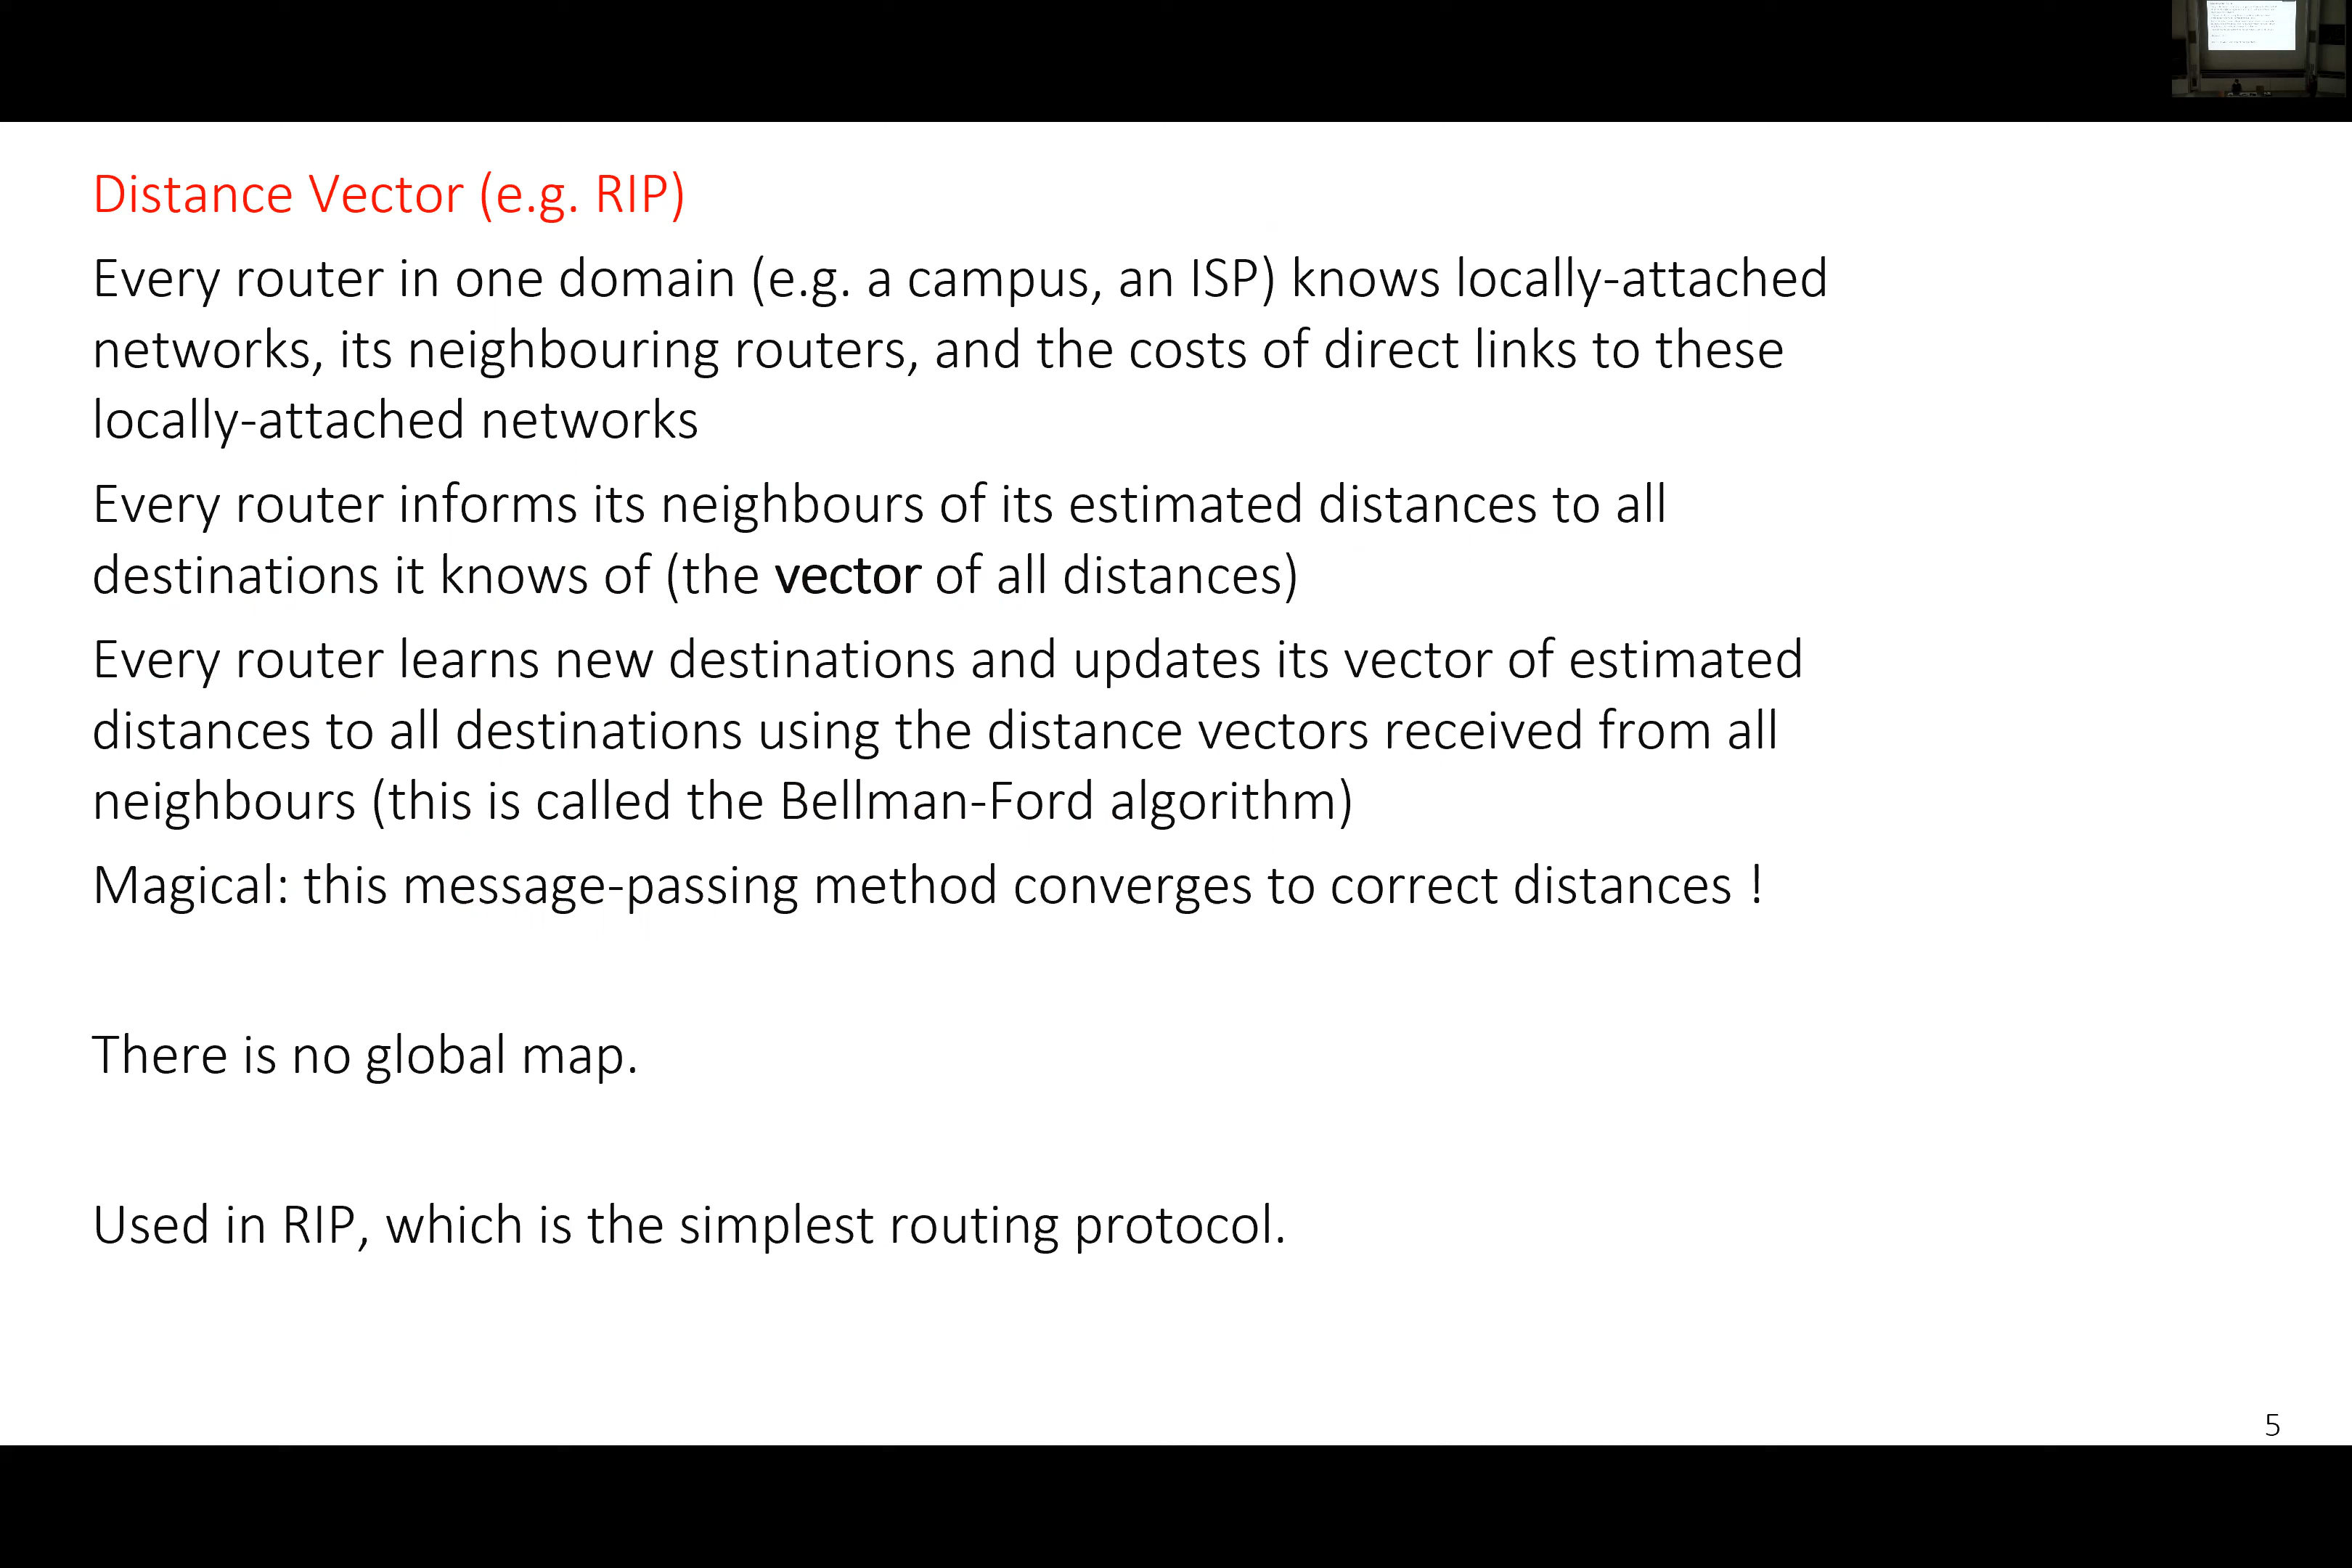 Distance Vector (e.g. RIP)
Every router in one domain (e.g. a campus, an ISP) knows locally-attached
networks, its neighbouring routers, and the costs of direct links to these
locally-attached networks
Every router informs its neighbours of its estimated distances to all
destinations it knows of (the vector of all distances)
Every router learns new destinations and updates its vector of estimated
distances to all destinations using the distance vectors received from all
neighbours (this is called the Bellman-Ford algorithm)
Magical: this message-passing method converges to correct distances !
There is no global map.
Used in RIP, which is the simplest routing protocol.
5